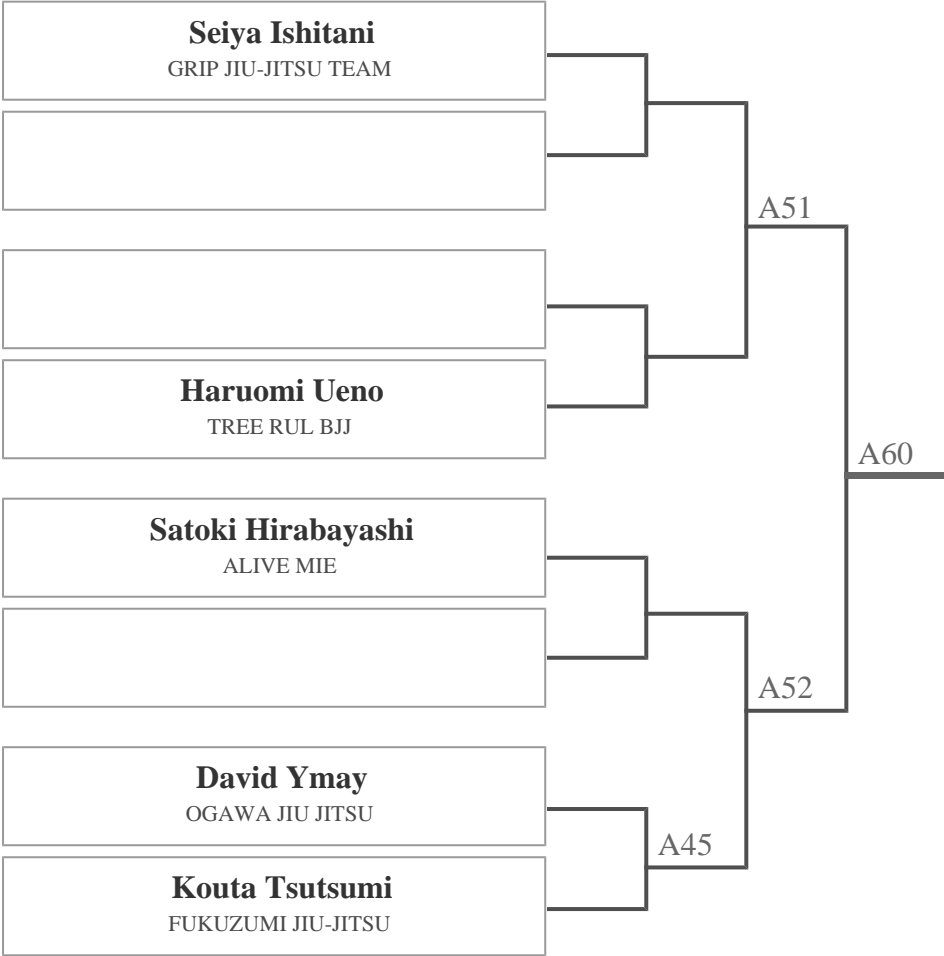 Seiya Ishitani
GRIP JIU-JITSU TEAM
A51
Haruomi Ueno
TREE RUL BJJ
A60
Satoki Hirabayashi
ALIVE MIE
A52
David Ymay
OGAWA JIU JITSU
A45
Kouta Tsutsumi
FUKUZUMI JIU-JITSU